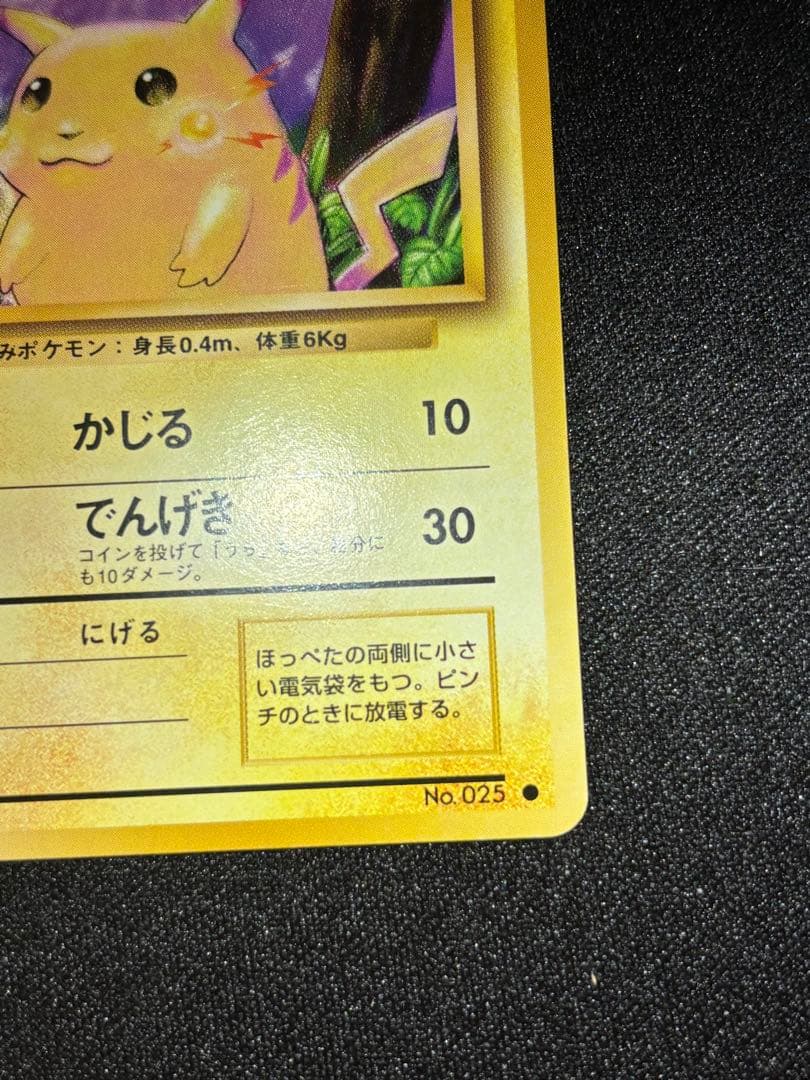 みポケモン：身長0.4m、体重6Kg
かじる 10
でんげき 30
コインを投げて「うら」 自分に
も10ダメージ。
にげる
ほっぺたの両側に小さ
い電気袋をもつ。ピン
チのときに放電する。
No.025 ●